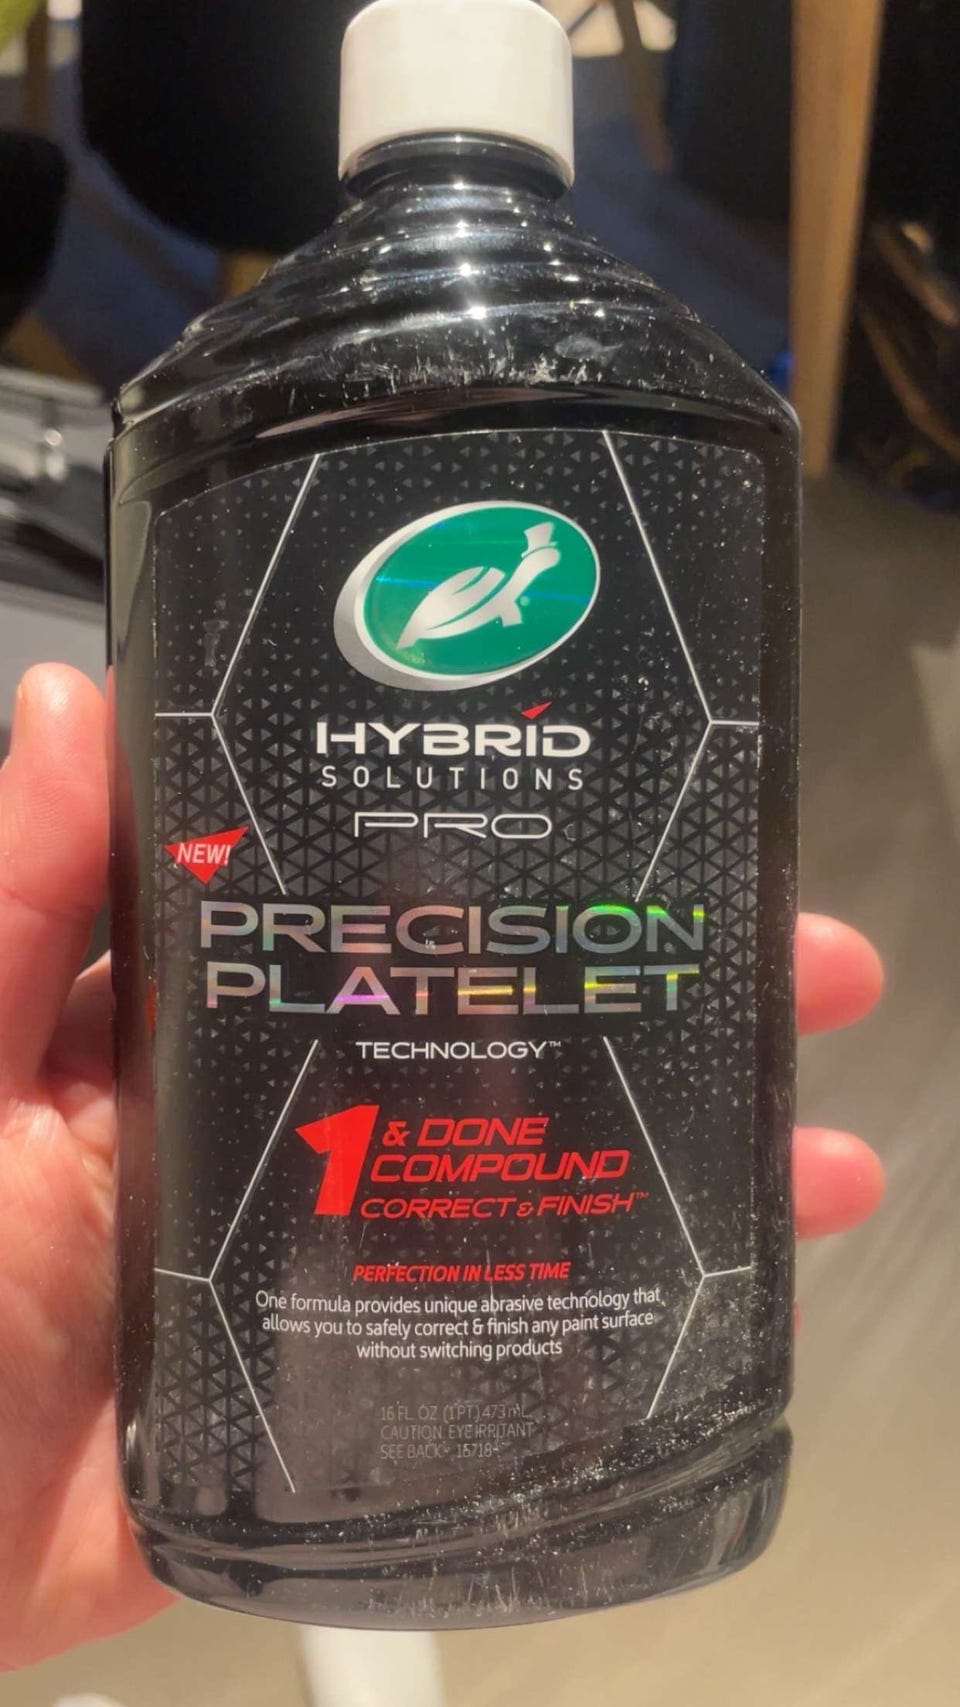 HYBRID
SOLUTIONS
PRO
NEW!
PRECISION
PLATELET
TECHNOLOGY™
1 & DONE
COMPOUND
CORRECT & FINISH™
PERFECTION IN LESS TIME
One formula provides unique abrasive technology that
allows you to safely correct & finish any paint surface
without switching products
16 FL. OZ. (1 PT) 473 mL
CAUTION: EYE IRRITANT
SEE BACK